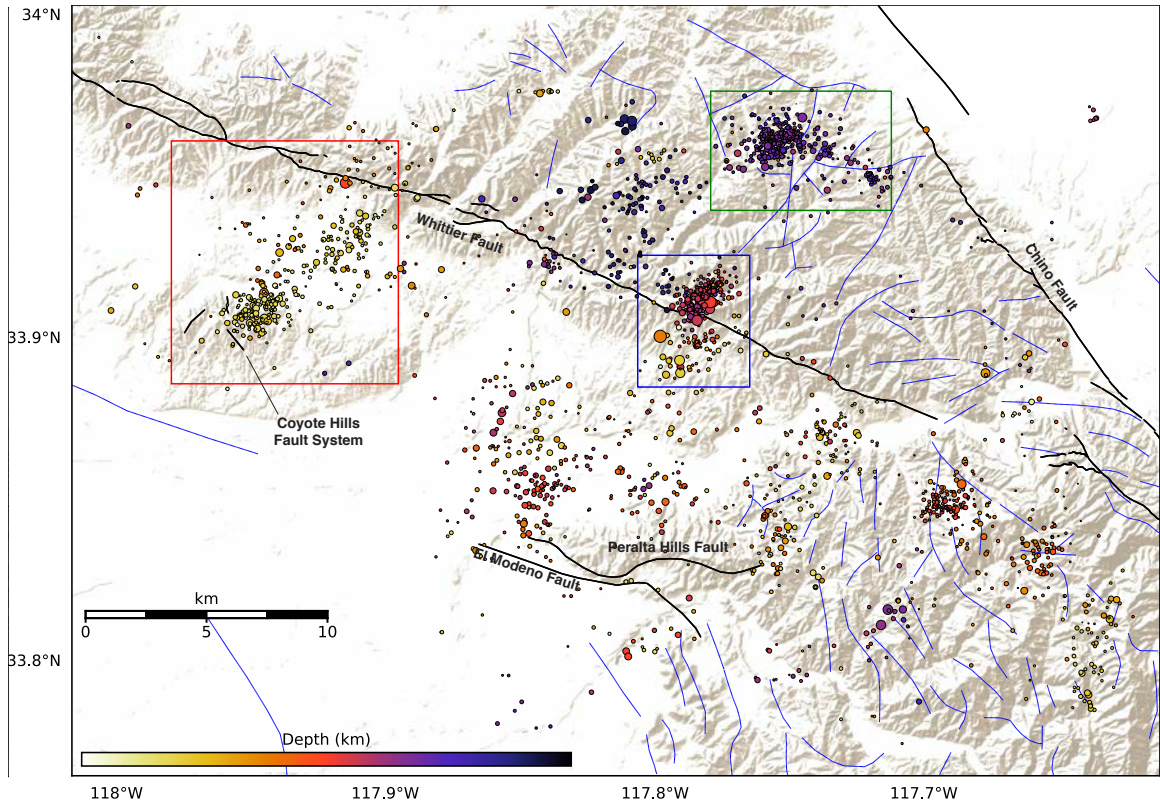 34°N
Whittier Fault
Chino Fault
33.9°N
Coyote Hills
Fault System
Peralta Hills Fault
El Modeno Fault
km
0 5 10
33.8°N
Depth (km)
118°W 117.9°W 117.8°W 117.7°W